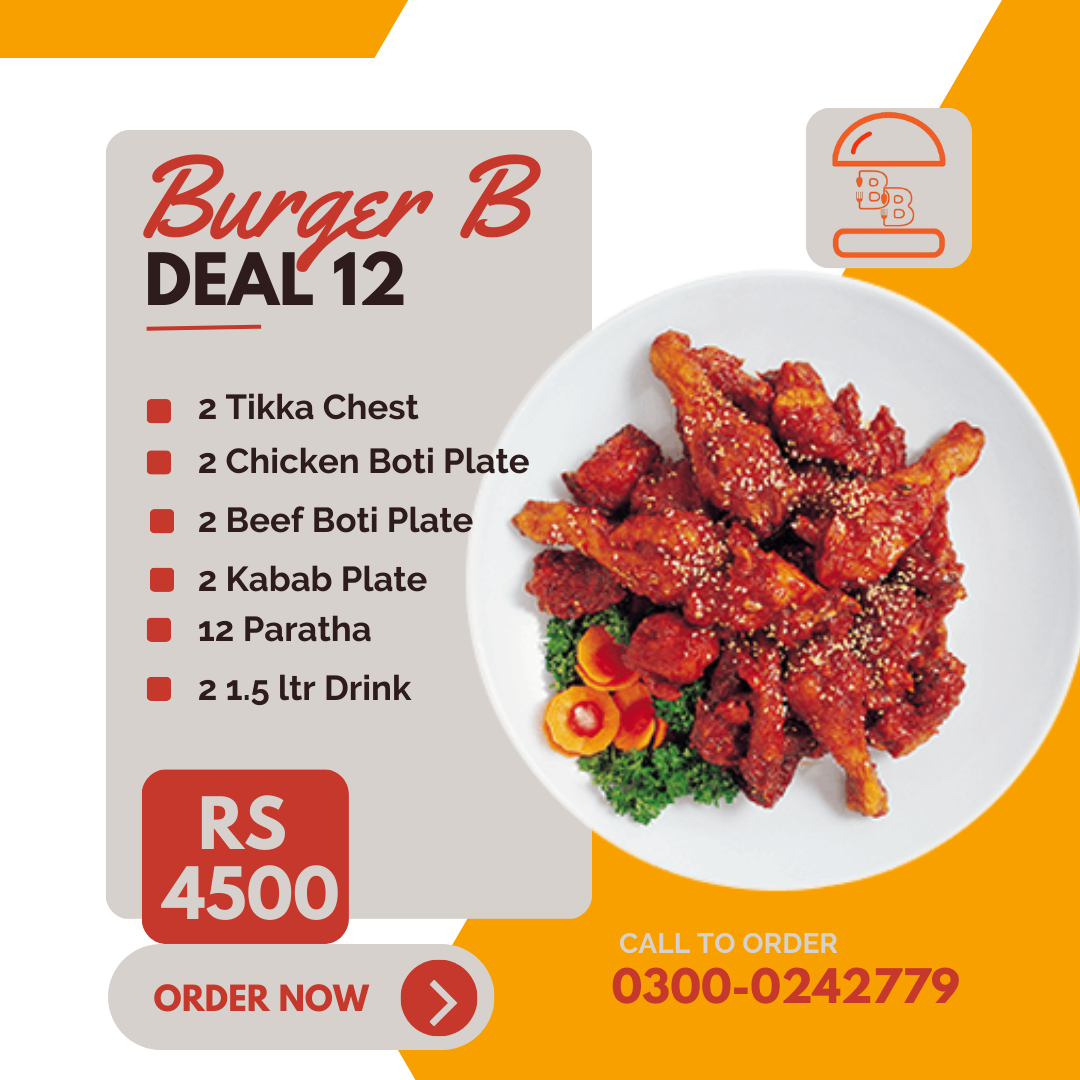 Burger B
DEAL 12
BB
2 Tikka Chest
2 Chicken Boti Plate
2 Beef Boti Plate
2 Kabab Plate
12 Paratha
2 1.5 ltr Drink
RS
4500
ORDER NOW
CALL TO ORDER
0300-0242779